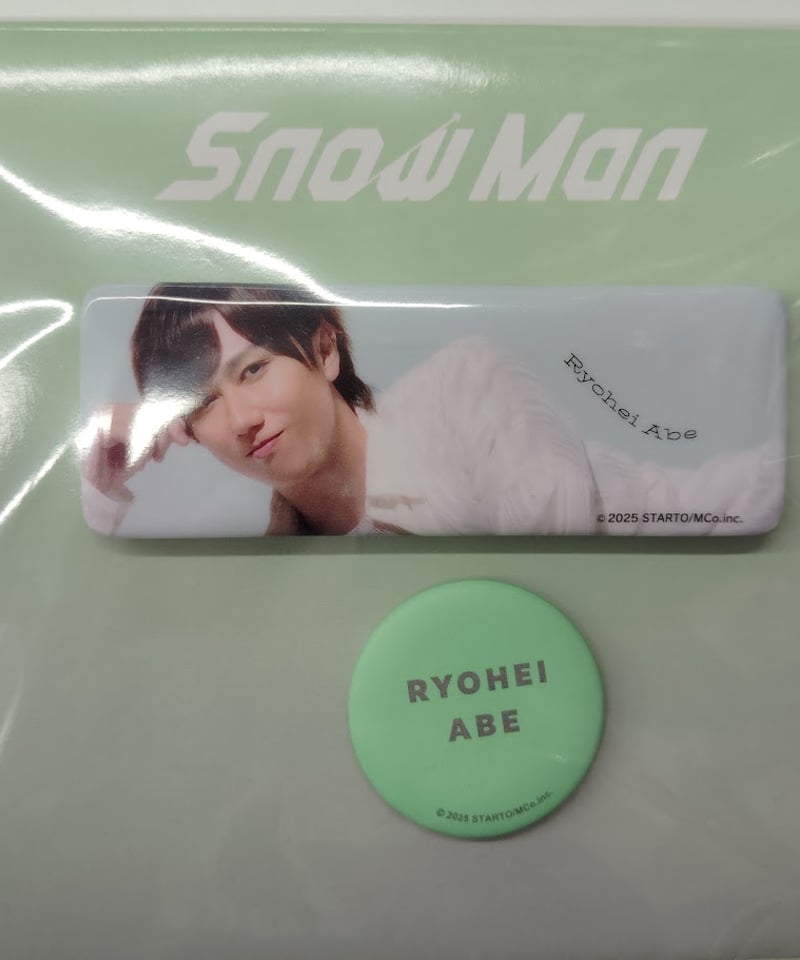 Snow Man
Ryohei Abe
© 2025 STARTO/MCo.inc.
RYOHEI
ABE
© 2025 STARTO/MCo.inc.